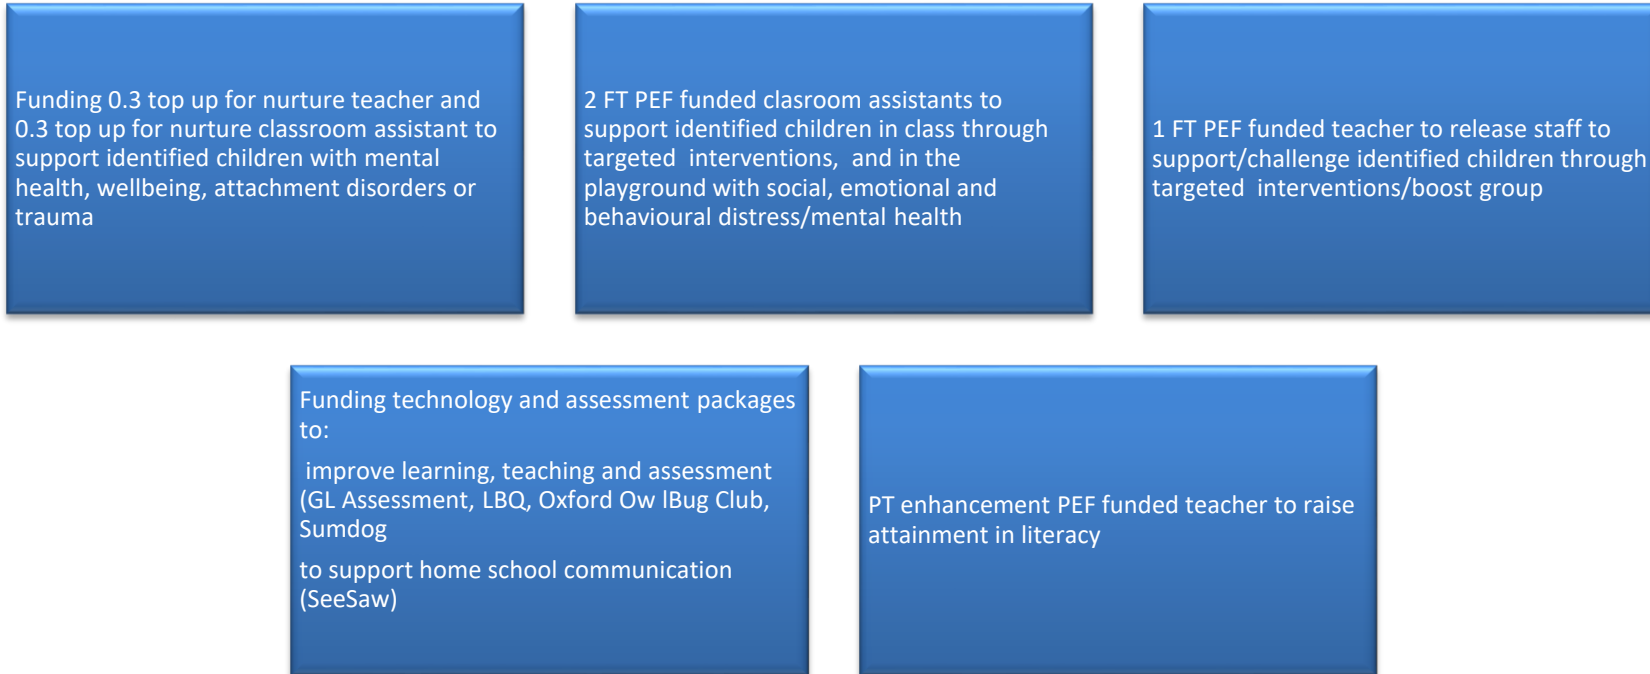 Funding 0.3 top up for nurture teacher and
0.3 top up for nurture classroom assistant to
support identified children with mental
health, wellbeing, attachment disorders or
trauma
2 FT PEF funded clasroom assistants to
support identified children in class through
targeted interventions, and in the
playground with social, emotional and
behavioural distress/mental health
1 FT PEF funded teacher to release staff to
support/challenge identified children through
targeted interventions/boost group
Funding technology and assessment packages
to:
improve learning, teaching and assessment
(GL Assessment, LBQ, Oxford Ow lBug Club,
Sumdog
to support home school communication
(SeeSaw)
PT enhancement PEF funded teacher to raise
attainment in literacy